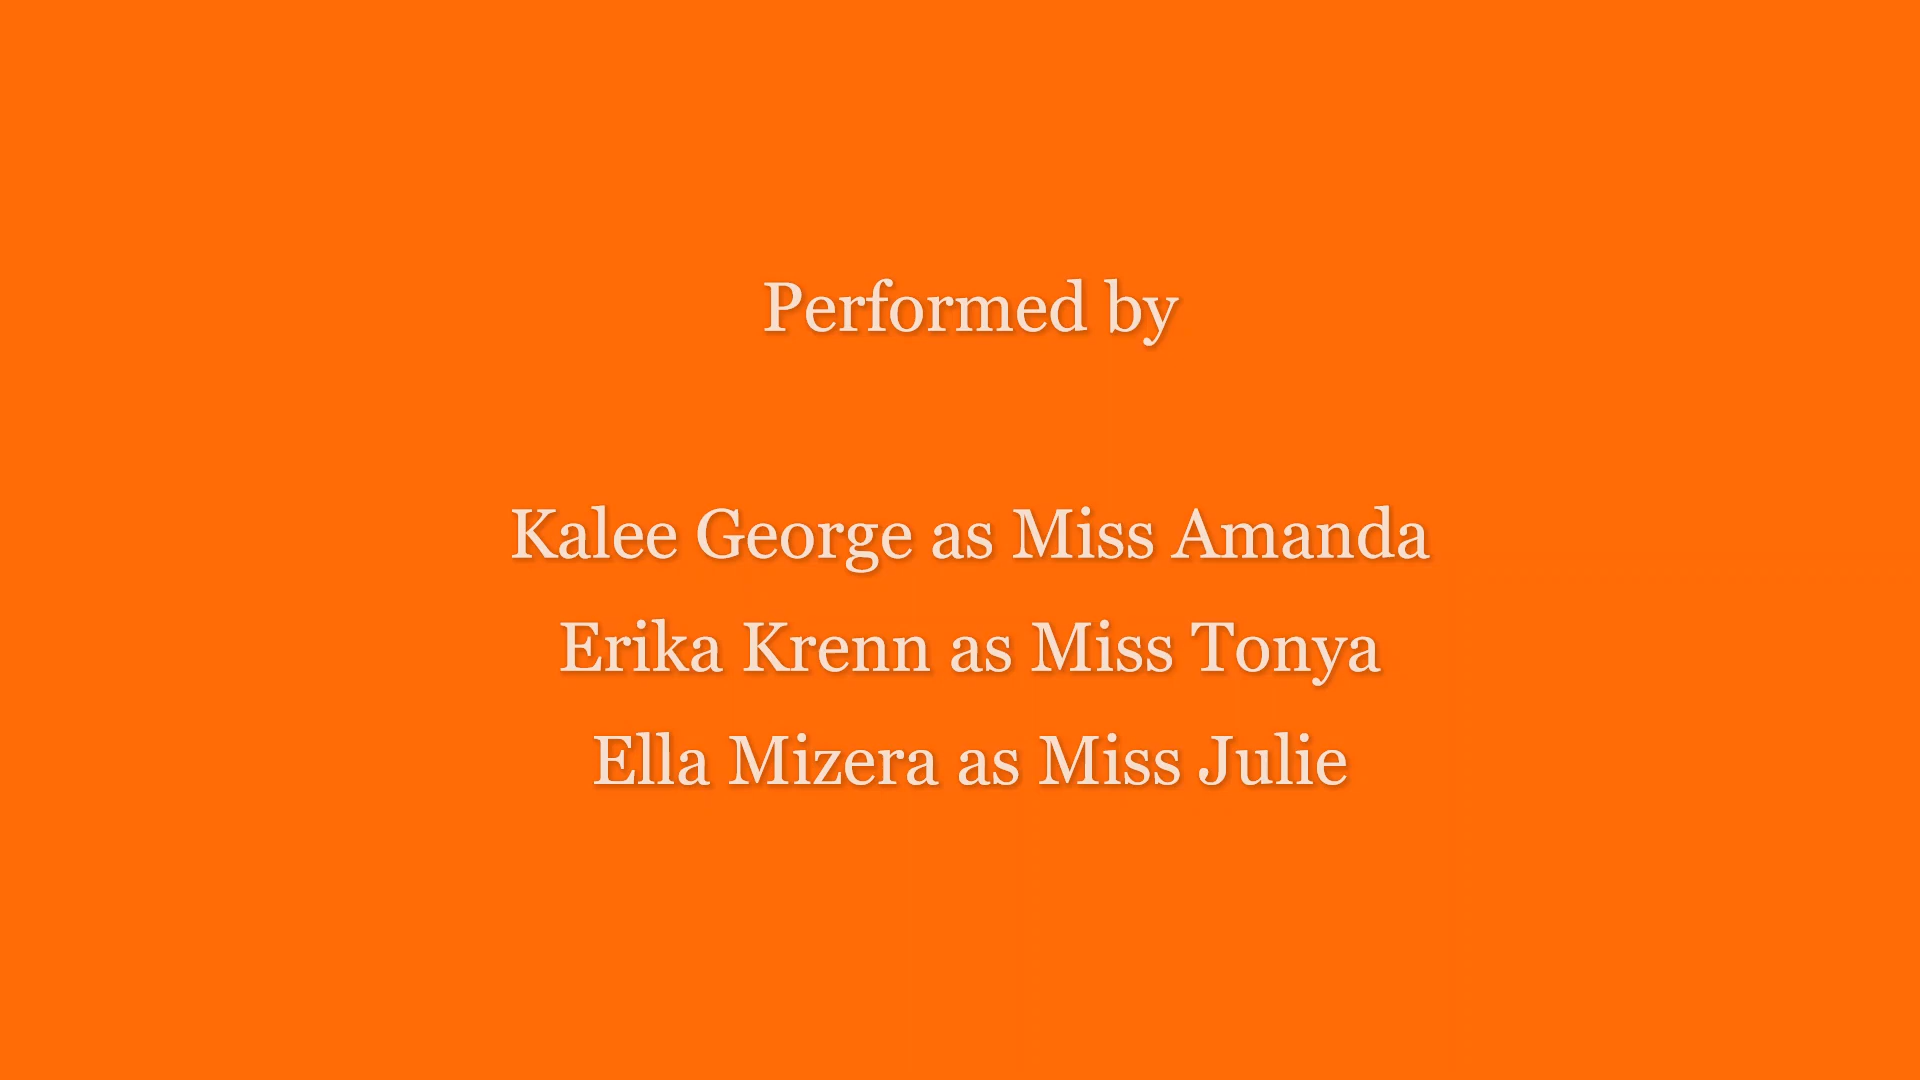 Performed by
Kalee George as Miss Amanda
Erika Krenn as Miss Tonya
Ella Mizera as Miss Julie